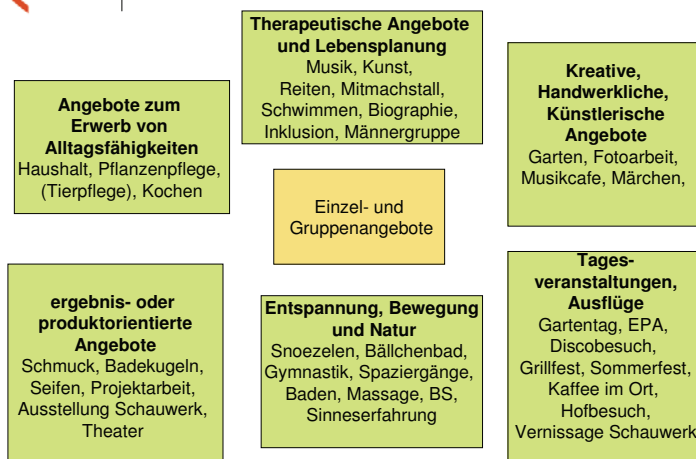 Therapeutische Angebote
und Lebensplanung
Musik, Kunst,
Reiten, Mitmachstall,
Schwimmen, Biographie,
Inklusion, Männergruppe
Angebote zum
Erwerb von
Alltagsfähigkeiten
Haushalt, Pflanzenpflege,
(Tierpflege), Kochen
Kreative,
Handwerkliche,
Künstlerische
Angebote
Garten, Fotoarbeit,
Musikcafe, Märchen,
Einzel- und
Gruppenangebote
ergebnis- oder
produktorientierte
Angebote
Schmuck, Badekugeln,
Seifen, Projektarbeit,
Ausstellung Schauwerk,
Theater
Entspannung, Bewegung
und Natur
Snoezelen, Bällchenbad,
Gymnastik, Spaziergänge,
Baden, Massage, BS,
Sinneserfahrung
Tages-
veranstaltungen,
Ausflüge
Gartentag, EPA,
Discobesuch,
Grillfest, Sommerfest,
Kaffee im Ort,
Hofbesuch,
Vernissage Schauwerk